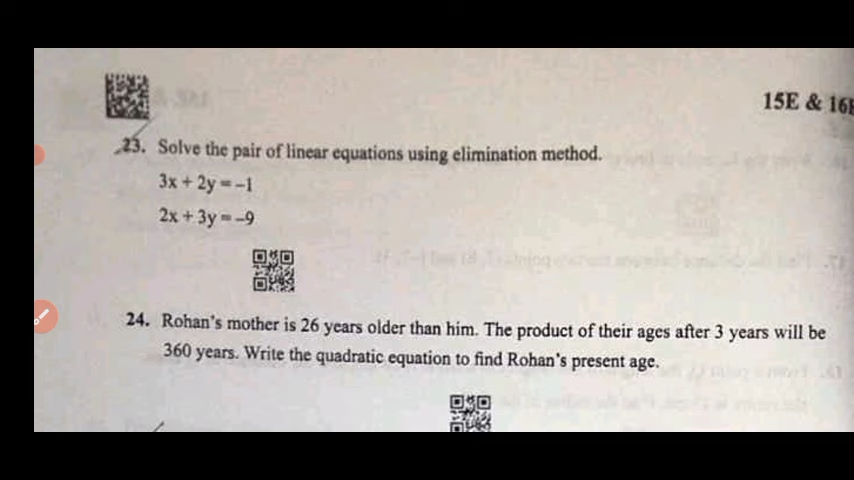 15E & 16E
23. Solve the pair of linear equations using elimination method.
3x + 2y = -1
2x + 3y = -9
24. Rohan's mother is 26 years older than him. The product of their ages after 3 years will be
360 years. Write the quadratic equation to find Rohan's present age.